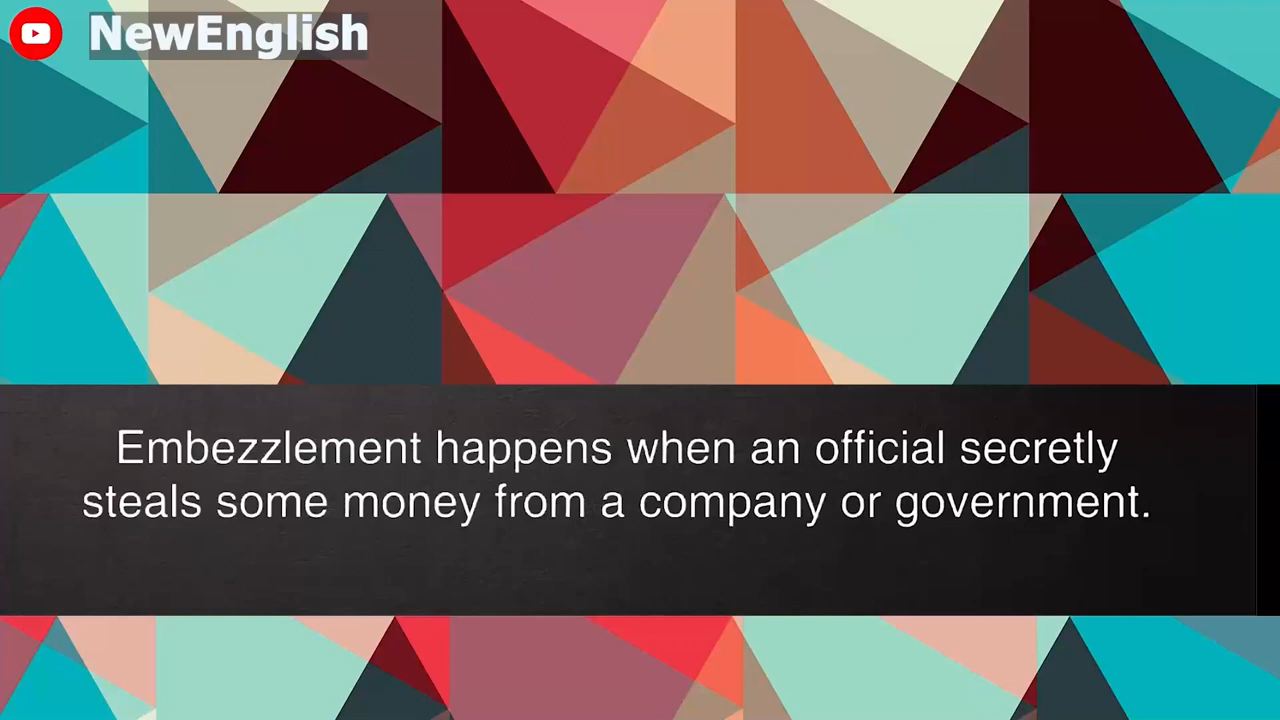 NewEnglish
Embezzlement happens when an official secretly
steals some money from a company or government.